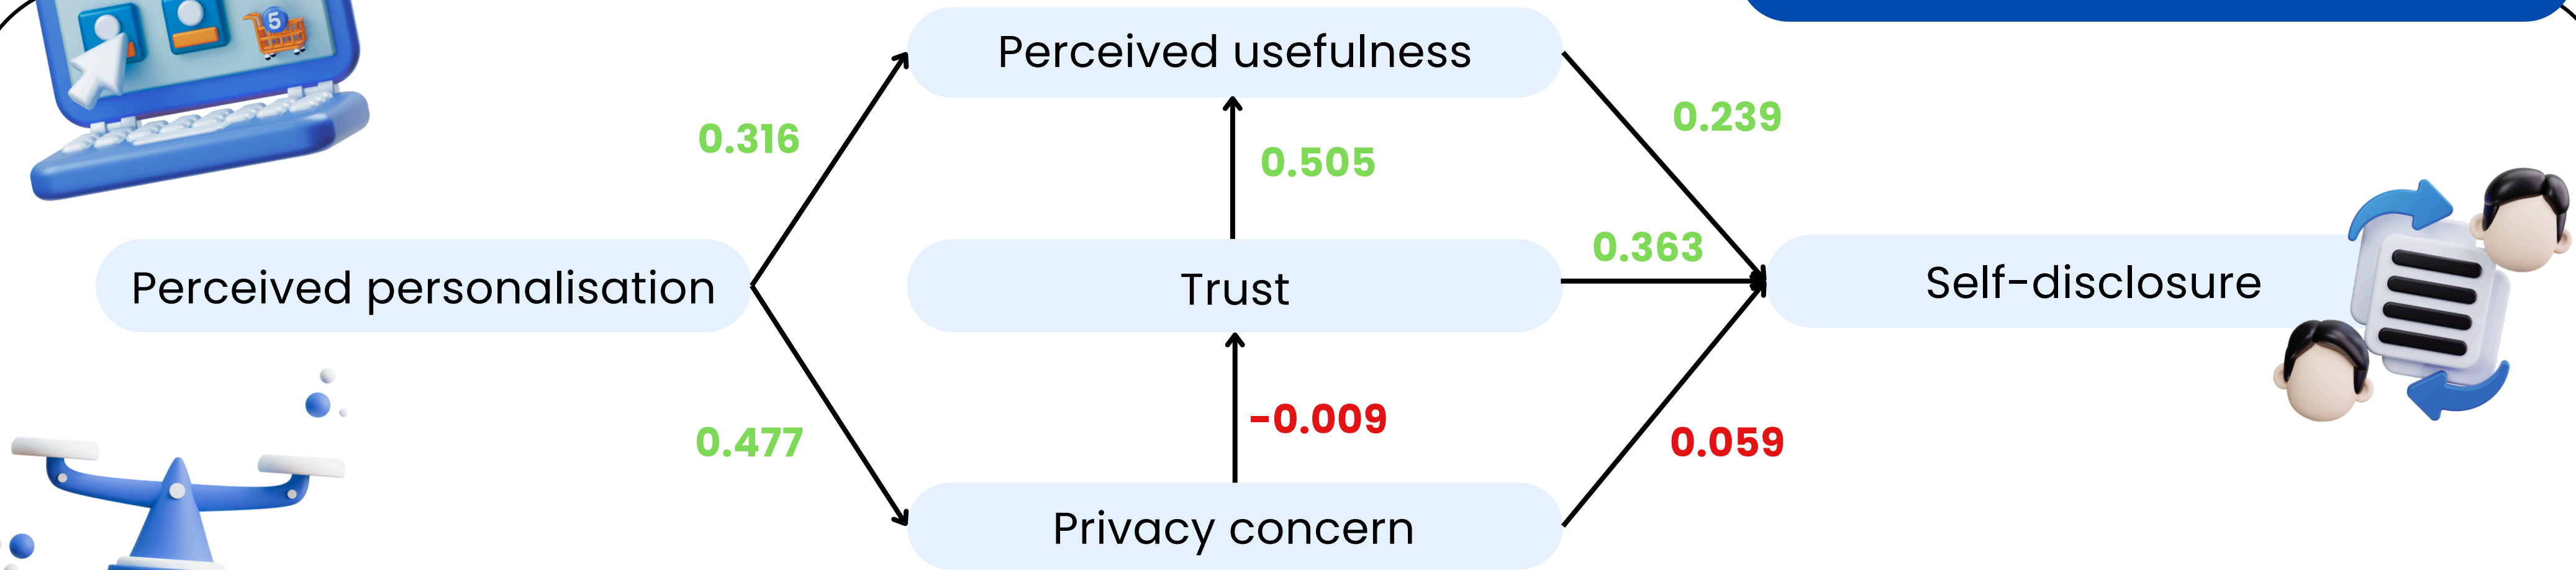 5
Perceived usefulness
0.316
0.239
0.505
0.363
Perceived personalisation
Trust
Self-disclosure
0.477
-0.009
0.059
Privacy concern